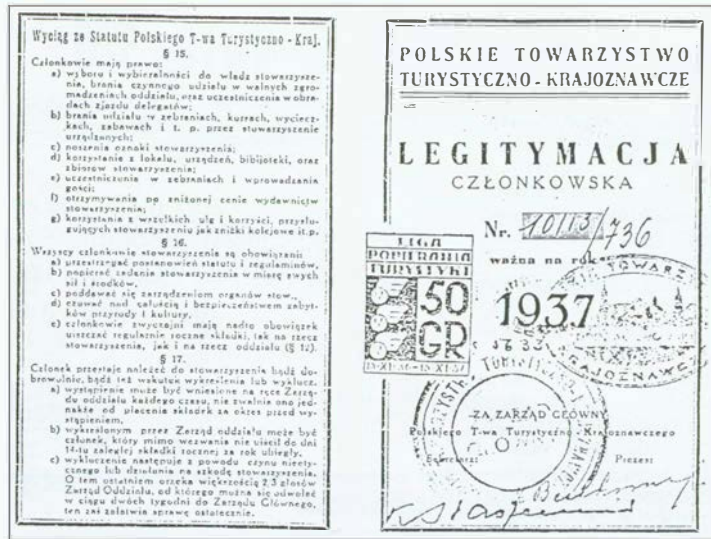 Wyciąg ze Statutu Polskiego T-wa Turystyczno - Kraj.
§ 15.
Członkowie mają prawo:
a) wyboru i wybieralności do władz stowarzysze-
nia, brania czynnego udziału w walnych zgro-
madzeniach oddziału, oraz uczestniczenia w obra-
dach zjazdu delegatów;
b) brania udziału w zebraniach, kursach, wyciecz-
kach, zabawach i t. p. przez stowarzyszenie
urządzanych;
c) noszenia oznaki stowarzyszenia;
d) korzystania z lokalu, urządzeń, bibljoteki, oraz
zbiorów stowarzyszenia;
e) uczestniczenia w zebraniach i wprowadzania
gości;
f) otrzymywania po zniżonej cenie wydawnictw
stowarzyszenia;
g) korzystania z wszelkich ulg i korzyści, przysłu-
gujących stowarzyszeniu jak zniżki kolejowe it.p.
§ 16.
Wszyscy członkowie stowarzyszenia są obowiązani:
a) przestrzegać postanowień statutu i regulaminów,
b) popierać zadania stowarzyszenia w miarę swych
sił i środków,
c) poddawać się zarządzeniom organów stow.,
d) czuwać nad całością i bezpieczeństwem zabyt-
ków przyrody i kultury,
e) członkowie zwyczajni mają nadto obowiązek
uiszczać regularnie roczne składki, tak na rzecz
stowarzyszenia, jak i na rzecz oddziału (§ 12).
§ 17.
Członek przestaje należeć do stowarzyszenia bądź do-
browolnie, bądź też wskutek wykreślenia lub wyklucz.
a) wystąpienie może być wniesione na ręce Zarzą-
du oddziału każdego czasu, nie zwalnia ono jed-
nakże od płacenia składek za okres przed wy-
stąpieniem,
b) wykreślonym przez Zarząd oddziału może być
członek, który mimo wezwania nie uiścił do dni
14-tu zaległej składki rocznej za rok ubiegły.
c) wykluczenie następuje z powodu czynu nieety-
cznego lub działania na szkodę stowarzyszenia.
O tem ostatniem orzeka większością 2/3 głosów
Zarząd Oddziału, od którego można się odwołać
w ciągu dwóch tygodni do Zarządu Głównego,
ten zaś załatwia sprawę ostatecznie.
POLSKIE TOWARZYSTWO
TURYSTYCZNO - KRAJOZNAWCZE
LEGITYMACJA
CZŁONKOWSKA
Nr. 10113/736
ważna na rok
1937
LIGA
POPIERANIA
TURYSTYKI
50
GR
TOWARZ
KRAJOZNAWC
ZA ZARZĄD GŁÓWNY
Polskiego T-wa Turystyczno - Krajoznawczego
Sekretarz: Prezes: